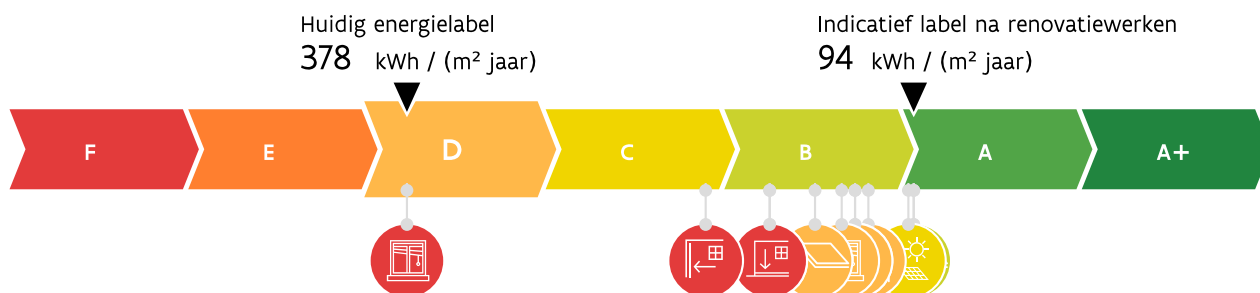 Huidig energielabel
378 kWh / (m² jaar)
Indicatief label na renovatiewerken
94 kWh / (m² jaar)
F E D C B A A+